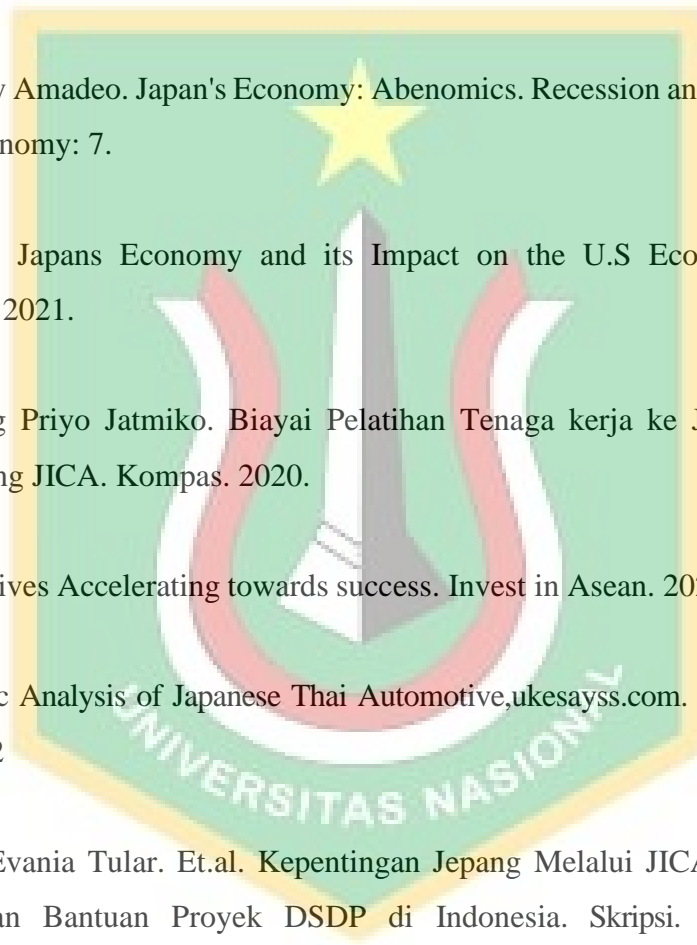 Amadeo. Japan's Economy: Abenomics. Recession an
nomy: 7.
Japans Economy and its Impact on the U.S Eco
2021.
g Priyo Jatmiko. Biayai Pelatihan Tenaga kerja ke J
ng JICA. Kompas. 2020.
ives Accelerating towards success. Invest in Asean. 20
c Analysis of Japanese Thai Automotive,ukesayss.com.
UNIVERSITAS NASIONAL
Evania Tular. Et.al. Kepentingan Jepang Melalui JICA
an Bantuan Proyek DSDP di Indonesia. Skripsi.